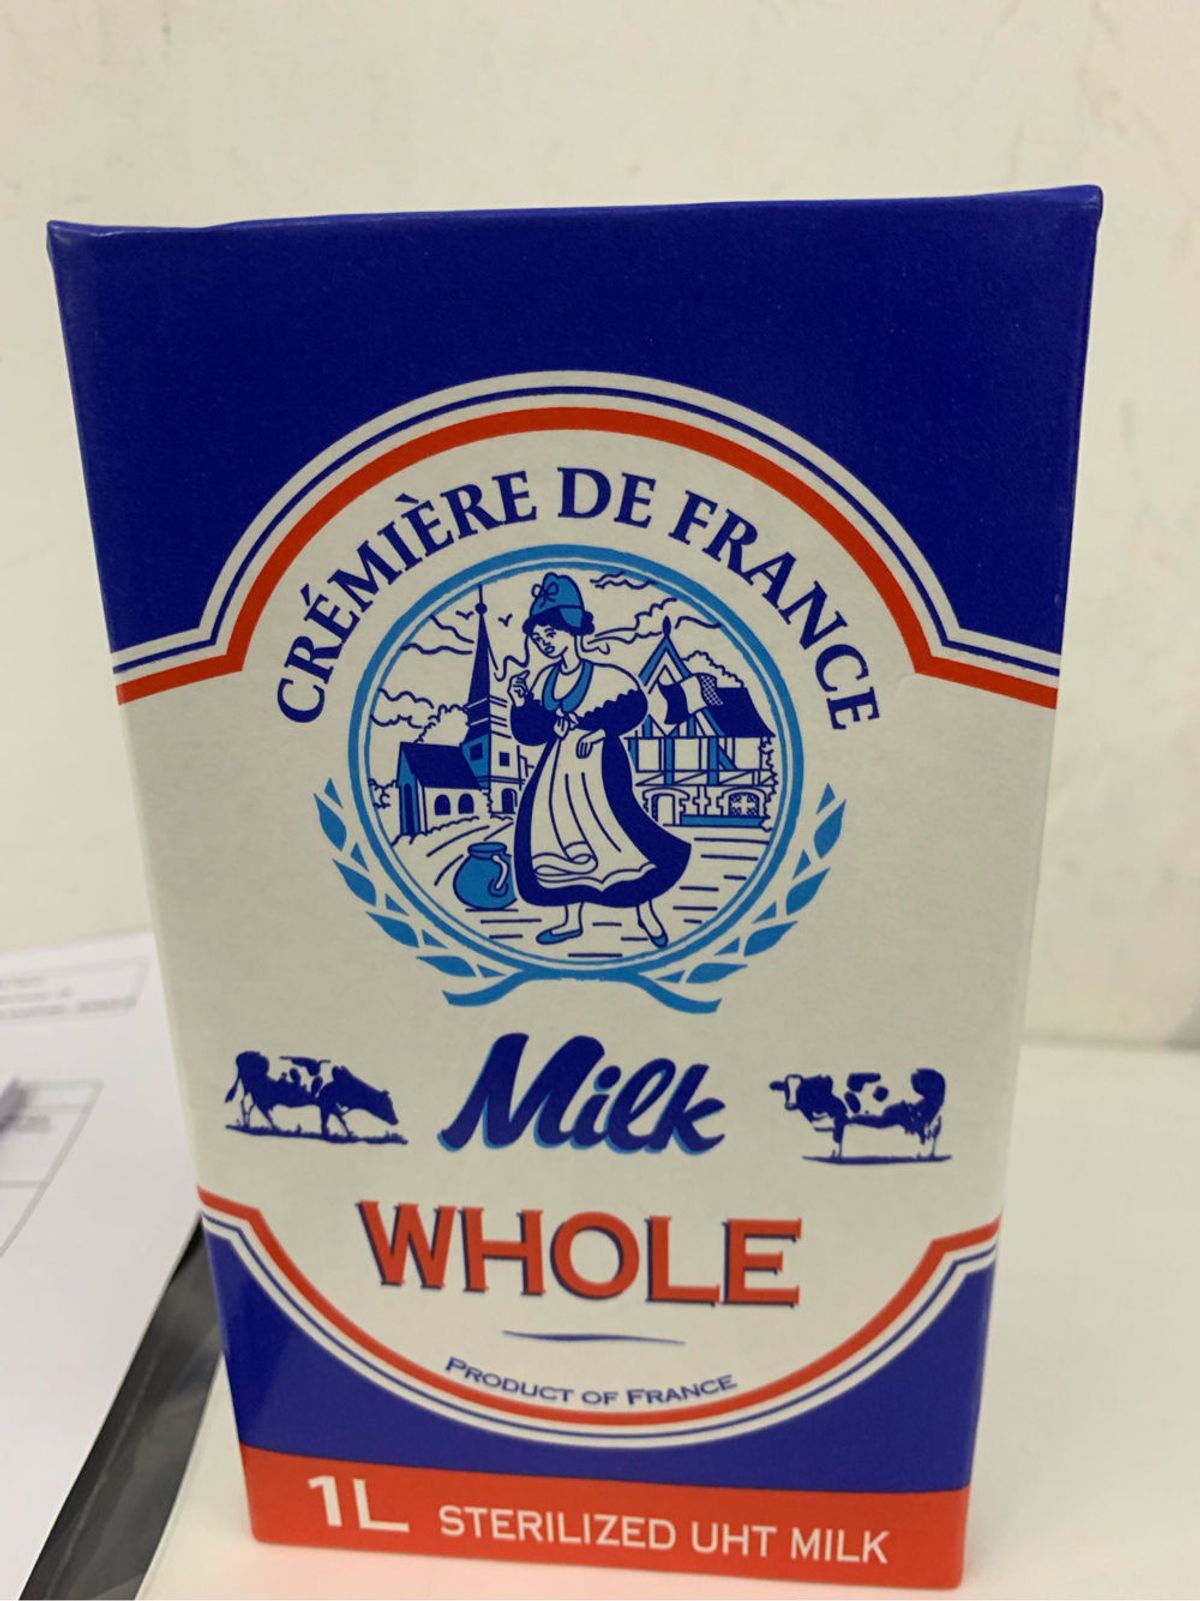 CRÉMIÈRE DE FRANCE
Milk
WHOLE
PRODUCT OF FRANCE
1L STERILIZED UHT MILK